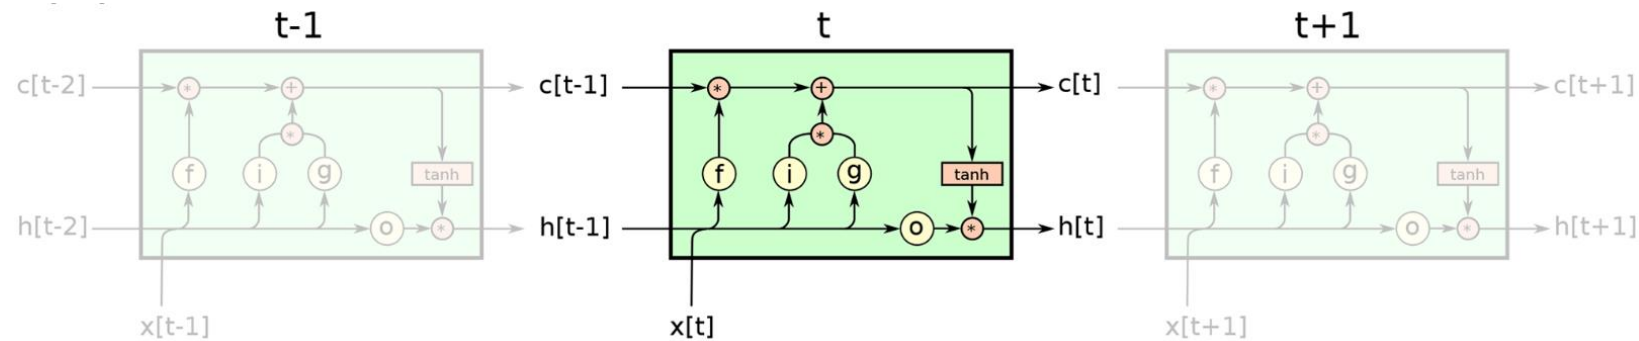 t-1 t t+1
c[t-2] * + c[t-1] * + c[t] * + c[t+1]
* * *
f i g tanh f i g tanh f i g tanh
h[t-2] o * h[t-1] o * h[t] o * h[t+1]
x[t-1] x[t] x[t+1]